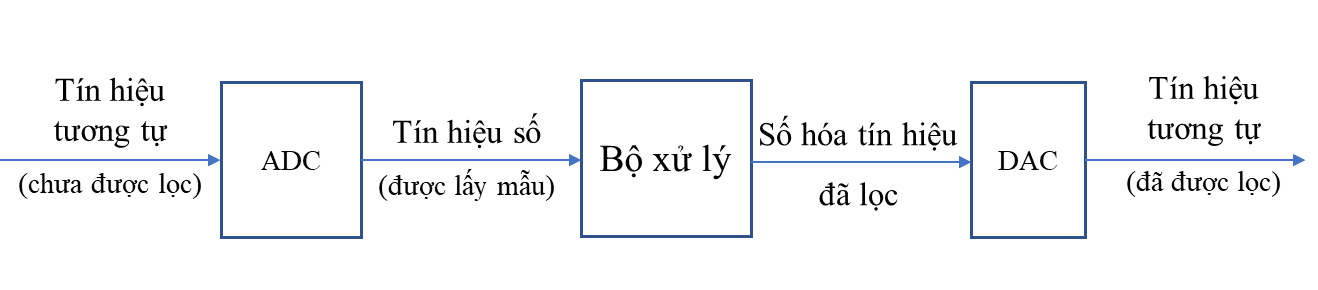 Tín hiệu
tương tự
(chưa được lọc)
ADC
Tín hiệu số
(được lấy mẫu)
Bộ xử lý
Số hóa tín hiệu
đã lọc
DAC
Tín hiệu
tương tự
(đã được lọc)